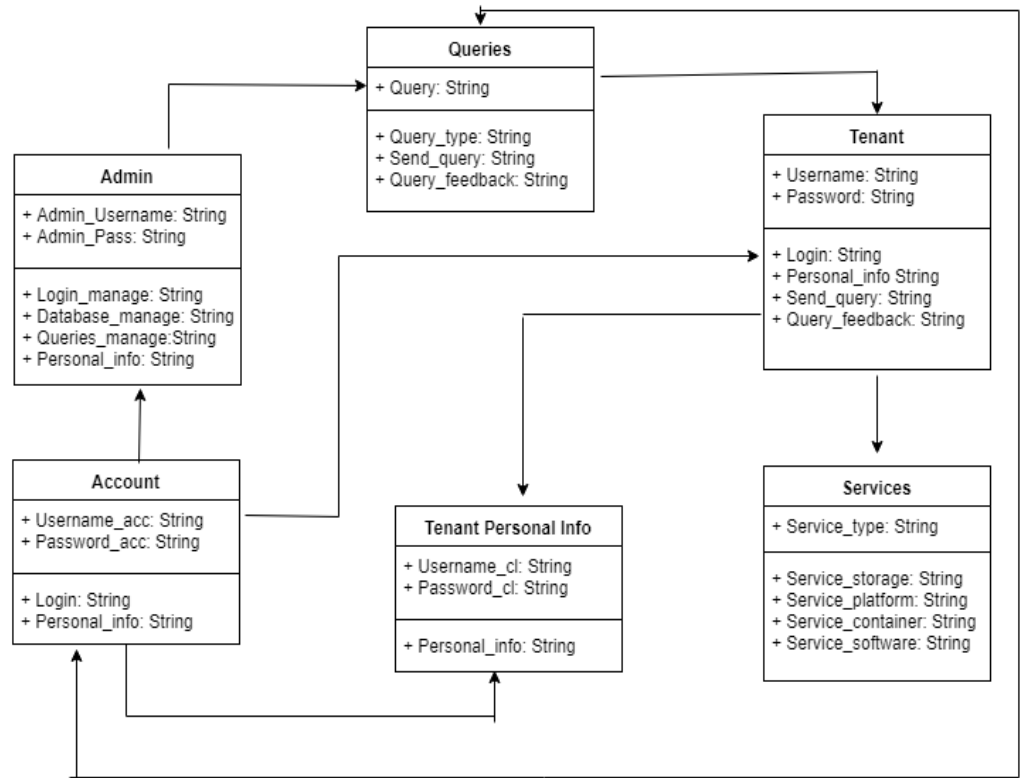 Queries
+ Query: String
+ Query_type: String
+ Send_query: String
+ Query_feedback: String
Tenant
+ Username: String
+ Password: String
+ Login: String
+ Personal_info String
+ Send_query: String
+ Query_feedback: String
Admin
+ Admin_Username: String
+ Admin_Pass: String
+ Login_manage: String
+ Database_manage: String
+ Queries_manage:String
+ Personal_info: String
Account
+ Username_acc: String
+ Password_acc: String
+ Login: String
+ Personal_info: String
Tenant Personal Info
+ Username_cl: String
+ Password_cl: String
+ Personal_info: String
Services
+ Service_type: String
+ Service_storage: String
+ Service_platform: String
+ Service_container: String
+ Service_software: String